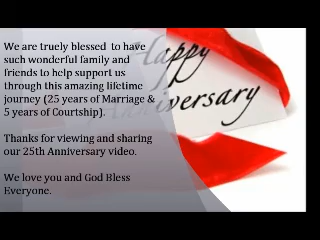 We are truely blessed to have
such wonderful family and
friends to help support us
through this amazing lifetime
journey (25 years of Marriage &
5 years of Courtship).
Thanks for viewing and sharing
our 25th Anniversary video.
We love you and God Bless
Everyone.
Happy
Anniversary